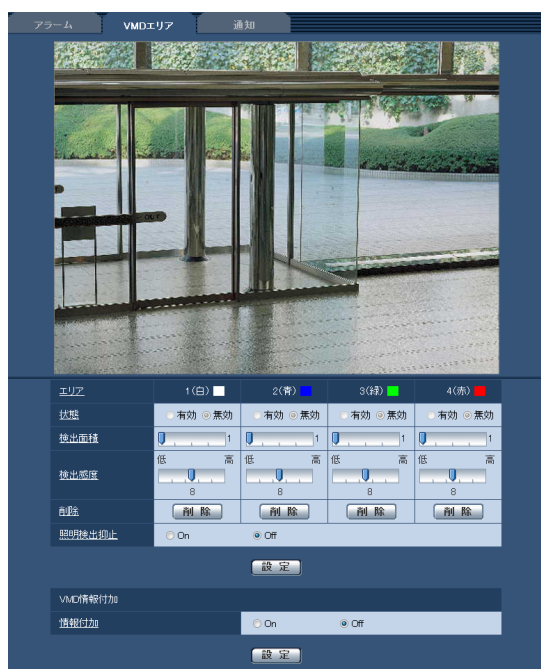 アラーム VMDエリア 通知
OUT
エリア 1(白) 2(青) 3(緑) 4(赤)
状態 有効 無効 有効 無効 有効 無効 有効 無効
検出面積 1 1 1 1
低 高 低 高 低 高 低 高
検出感度
8 8 8 8
削除 削除 削除 削除 削除
照明検出抑止 On Off
設定
VMD情報付加
情報付加 On Off
設定